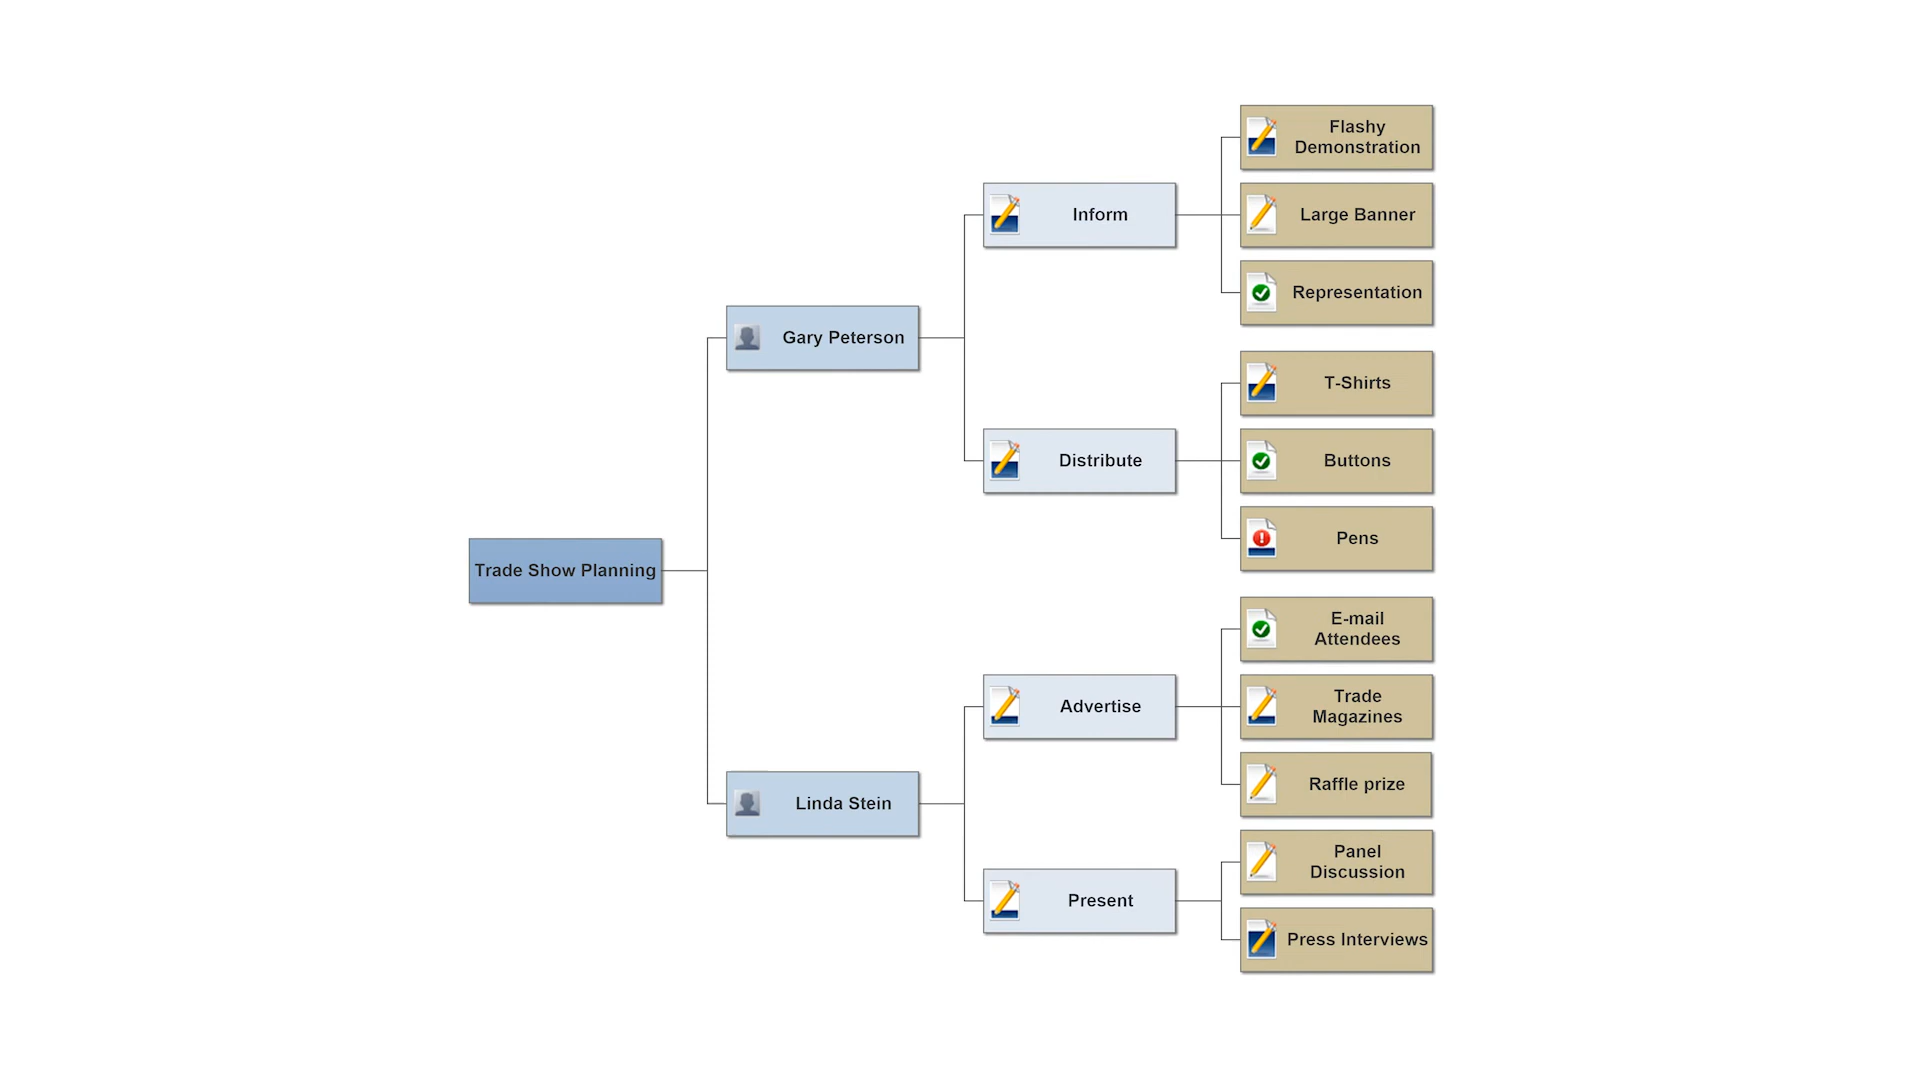 Flashy
Demonstration
Inform
Large Banner
Representation
Gary Peterson
T-Shirts
Distribute
Buttons
Pens
Trade Show Planning
E-mail
Attendees
Advertise
Trade
Magazines
Raffle prize
Linda Stein
Panel
Discussion
Present
Press Interviews